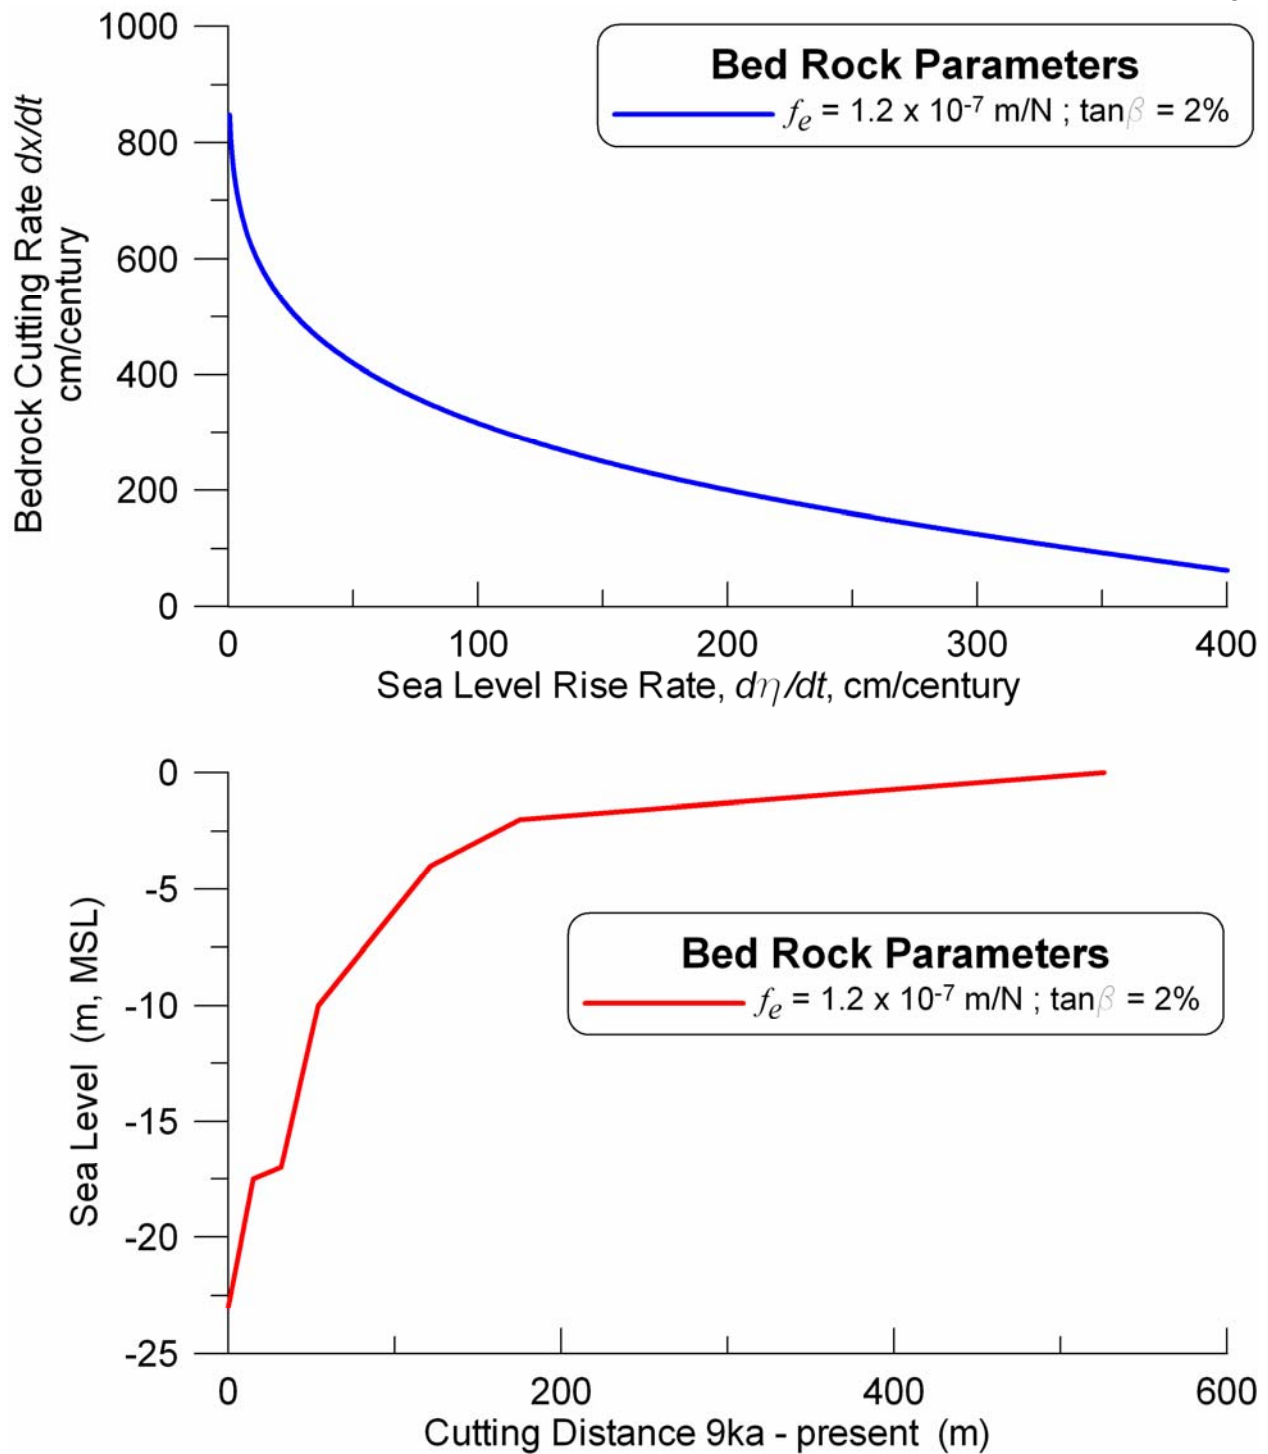 1000
800
600
400
200
0
Bedrock Cutting Rate dx/dt
cm/century
Bed Rock Parameters
fe = 1.2 x 10-7 m/N ; tanβ = 2%
0 100 200 300 400
Sea Level Rise Rate, dη/dt, cm/century
0
-5
-10
-15
-20
-25
Sea Level (m, MSL)
Bed Rock Parameters
fe = 1.2 x 10-7 m/N ; tanβ = 2%
0 200 400 600
Cutting Distance 9ka - present (m)